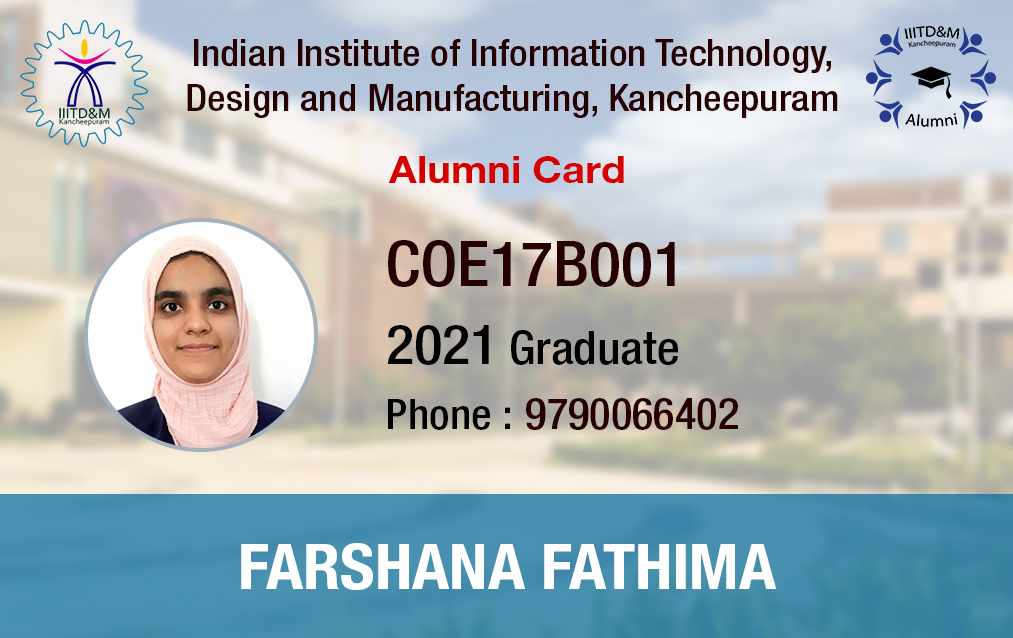 Indian Institute of Information Technology,
Design and Manufacturing, Kancheepuram
IIITD&M
Kancheepuram
IIITD&M
Kancheepuram
Alumni
Alumni Card
COE17B001
2021 Graduate
Phone : 9790066402
FARSHANA FATHIMA